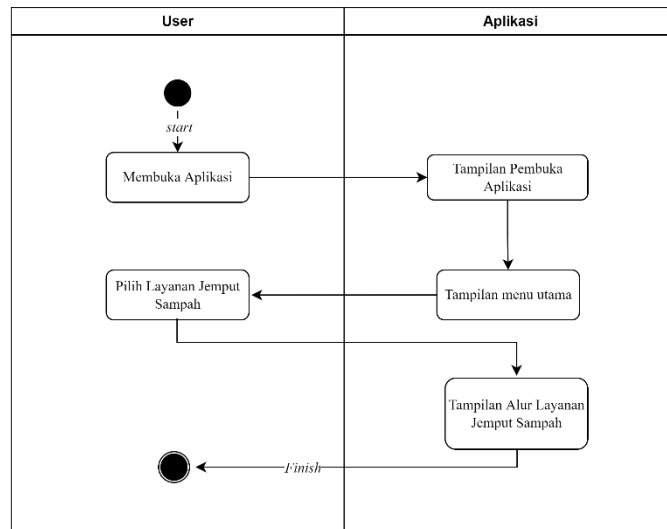 User
Aplikasi
start
Membuka Aplikasi
Tampilan Pembuka
Aplikasi
Pilih Layanan Jemput
Sampah
Tampilan menu utama
Tampilan Alur Layanan
Jemput Sampah
Finish